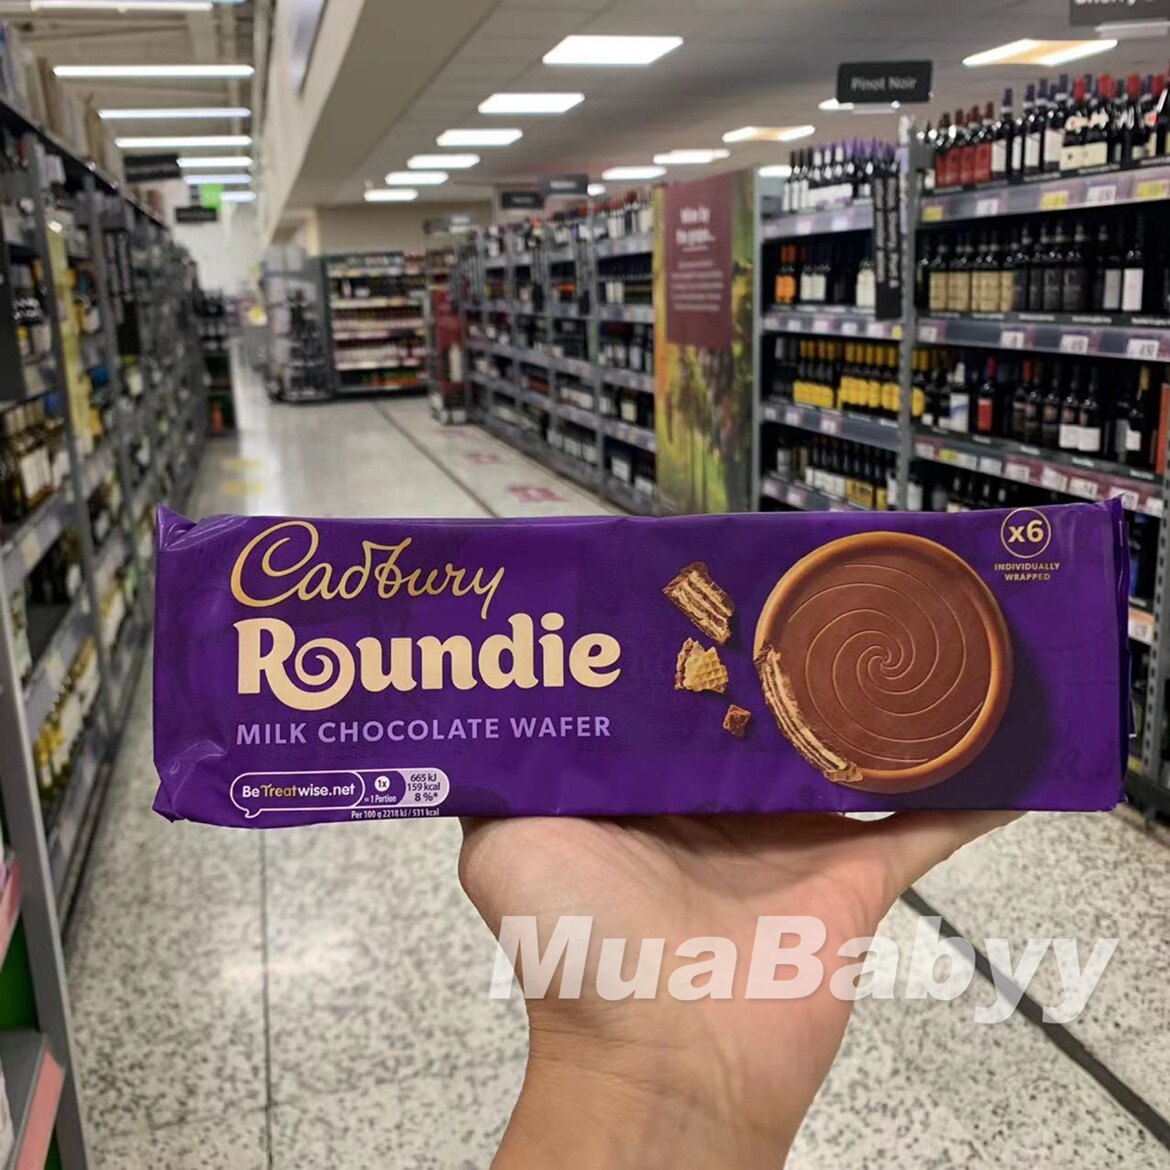 Pinot Noir
x6
INDIVIDUALLY
WRAPPED
Cadbury
Roundie
MILK CHOCOLATE WAFER
BeTreatwise.net
1x
= 1 Portion
665 kJ
159 kcal
8 %*
Per 100 g 2218 kJ / 531 kcal
MuaBabyy